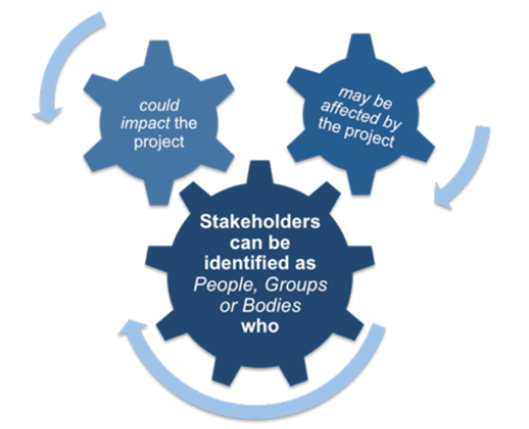 could
impact the
project
may be
affected by
the project
Stakeholders
can be
identified as
People, Groups
or Bodies
who